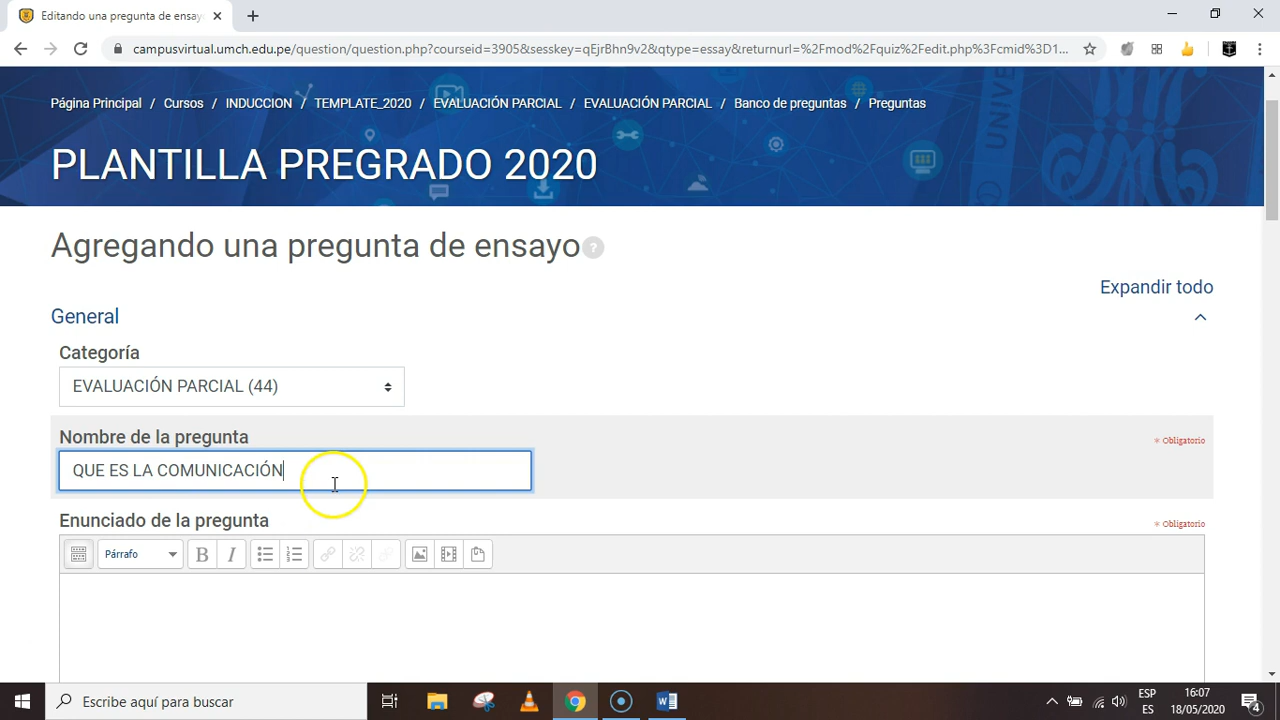 Editando una pregunta de ensay
campusvirtual.umch.edu.pe/question/question.php?courseid=3905&sesskey=qEjrBhn9v2&qtype=essay&returnurl=%2Fmod%2Fquiz%2Fedit.php%3Fcmid%3D1...
Página Principal / Cursos / INDUCCION / TEMPLATE_2020 / EVALUACIÓN PARCIAL / EVALUACIÓN PARCIAL / Banco de preguntas / Preguntas
PLANTILLA PREGRADO 2020
Agregando una pregunta de ensayo ?
Expandir todo
General
Categoría
EVALUACIÓN PARCIAL (44)
Nombre de la pregunta
* Obligatorio
QUE ES LA COMUNICACIÓN
Enunciado de la pregunta
* Obligatorio
Párrafo B I
Escribe aquí para buscar
ESP 16:07
ES 18/05/2020 4